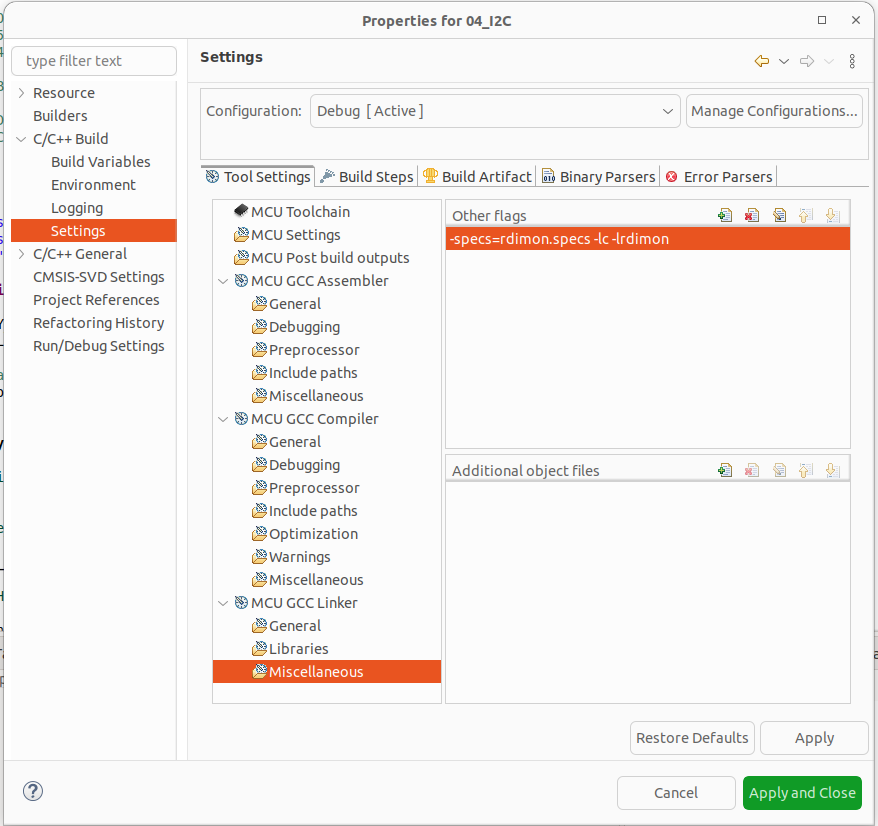 Properties for 04_I2C
type filter text
Resource
Builders
C/C++ Build
Build Variables
Environment
Logging
Settings
C/C++ General
CMSIS-SVD Settings
Project References
Refactoring History
Run/Debug Settings
Settings
Configuration:
Debug [ Active ]
Manage Configurations...
Tool Settings
Build Steps
Build Artifact
Binary Parsers
Error Parsers
MCU Toolchain
MCU Settings
MCU Post build outputs
MCU GCC Assembler
General
Debugging
Preprocessor
Include paths
Miscellaneous
MCU GCC Compiler
General
Debugging
Preprocessor
Include paths
Optimization
Warnings
Miscellaneous
MCU GCC Linker
General
Libraries
Miscellaneous
Other flags
-specs=rdimon.specs -lc -lrdimon
Additional object files
Restore Defaults
Apply
Cancel
Apply and Close